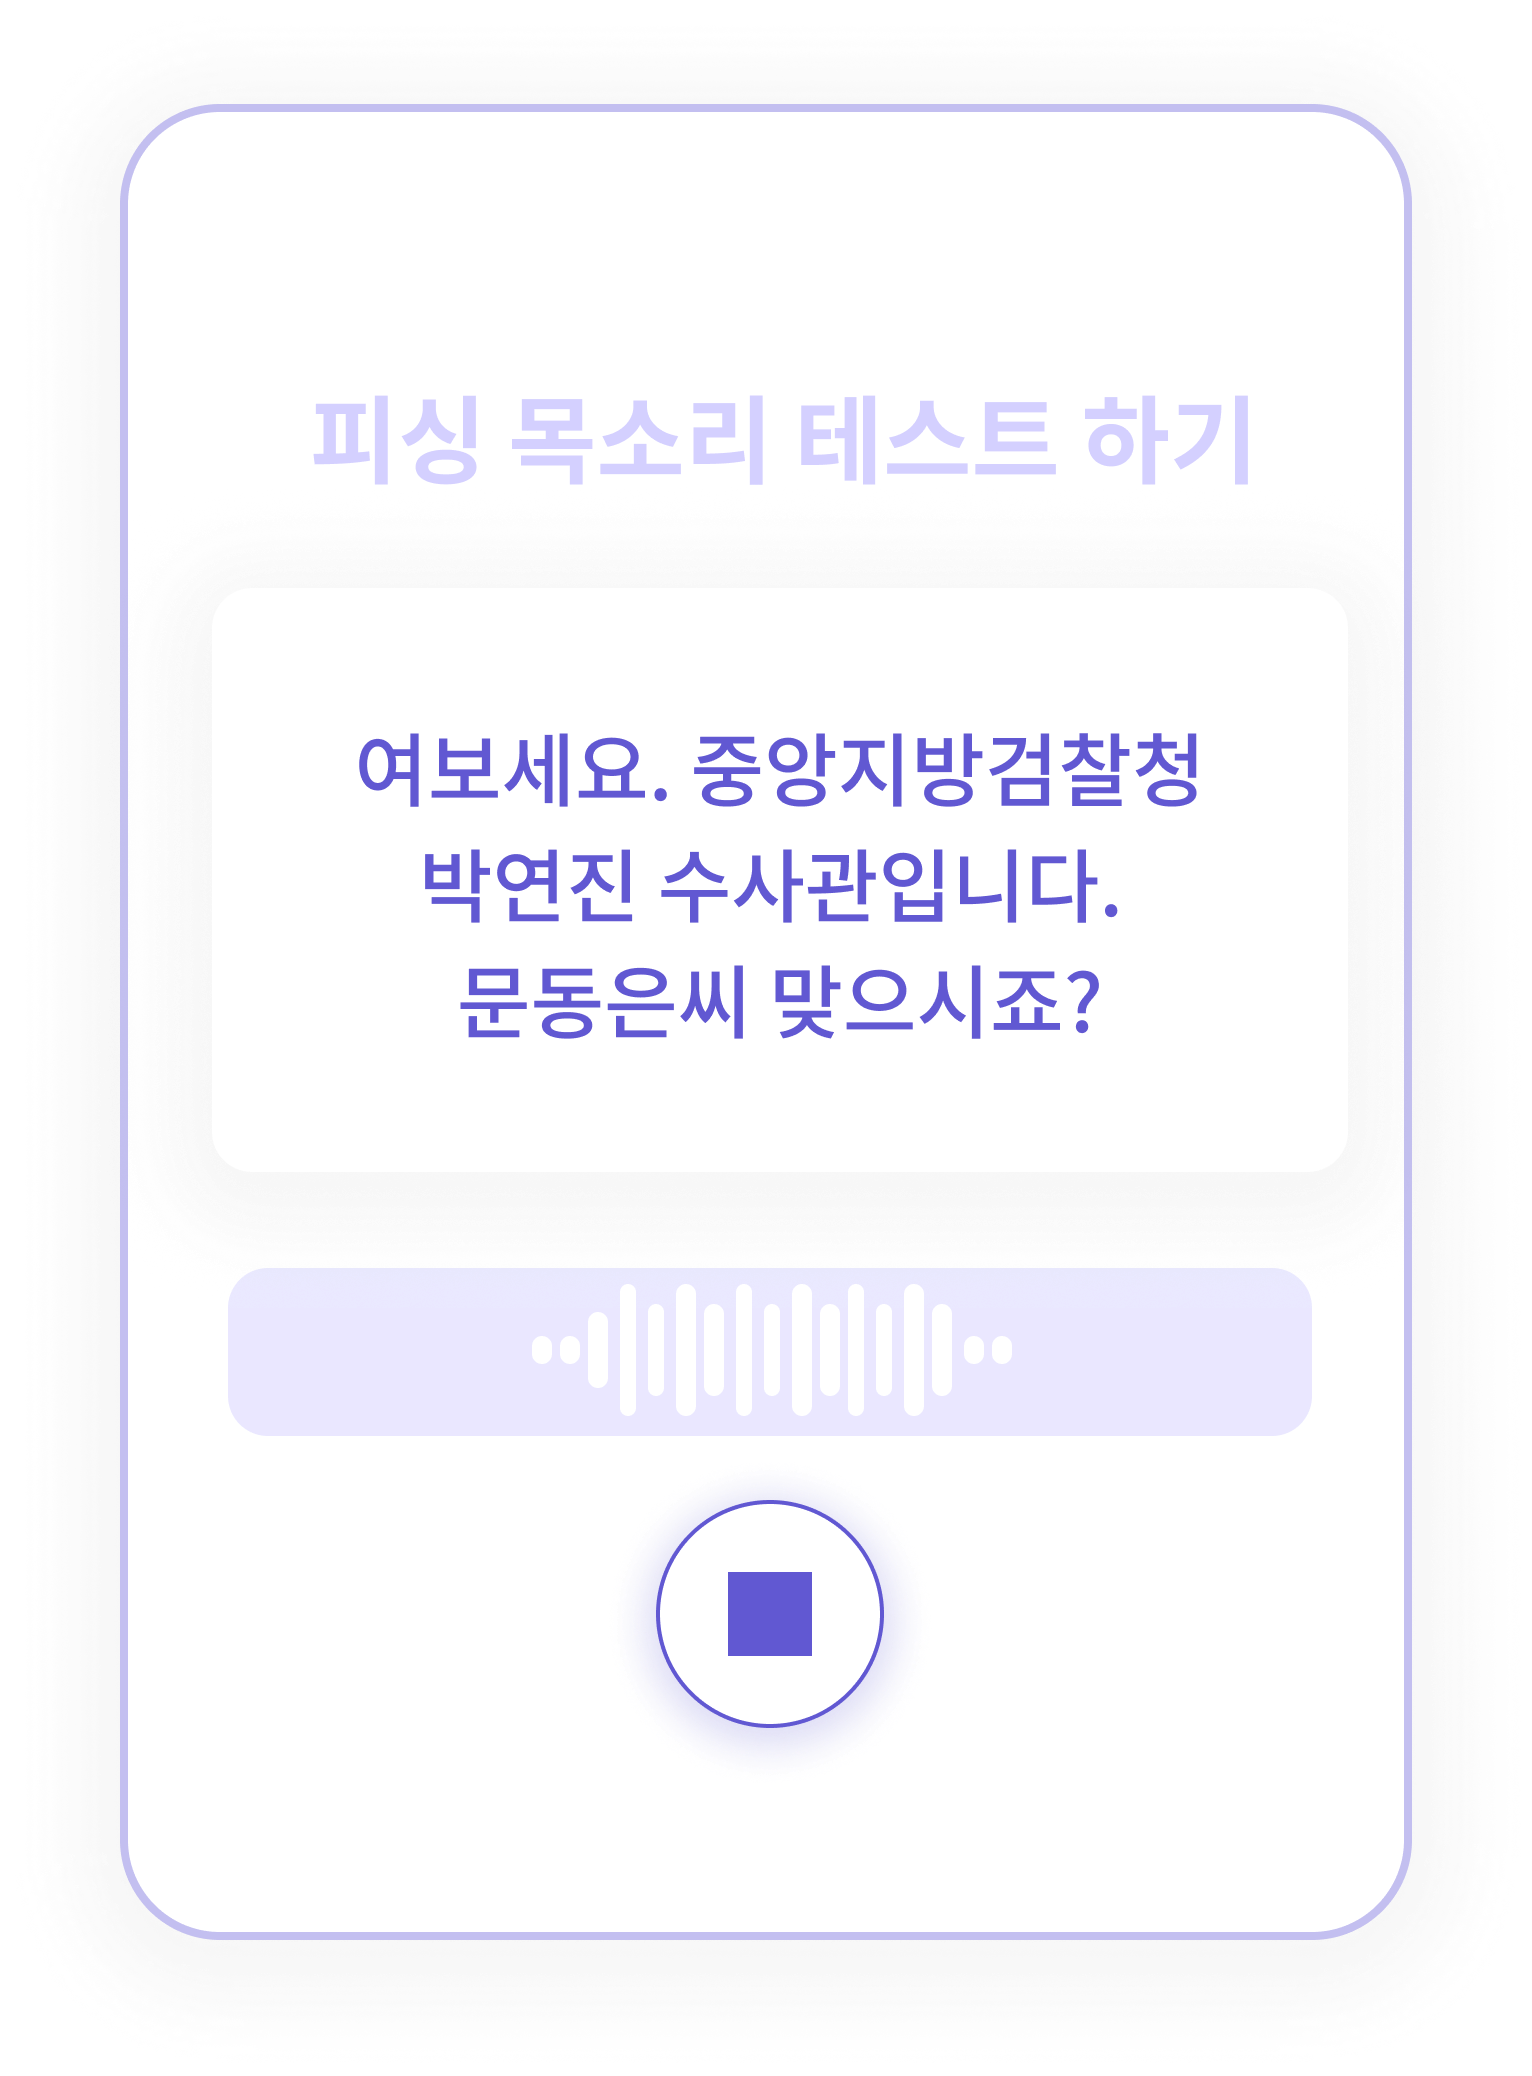 피싱 목소리 테스트 하기
여보세요. 중앙지방검찰청
박연진 수사관입니다.
문동은씨 맞으시죠?